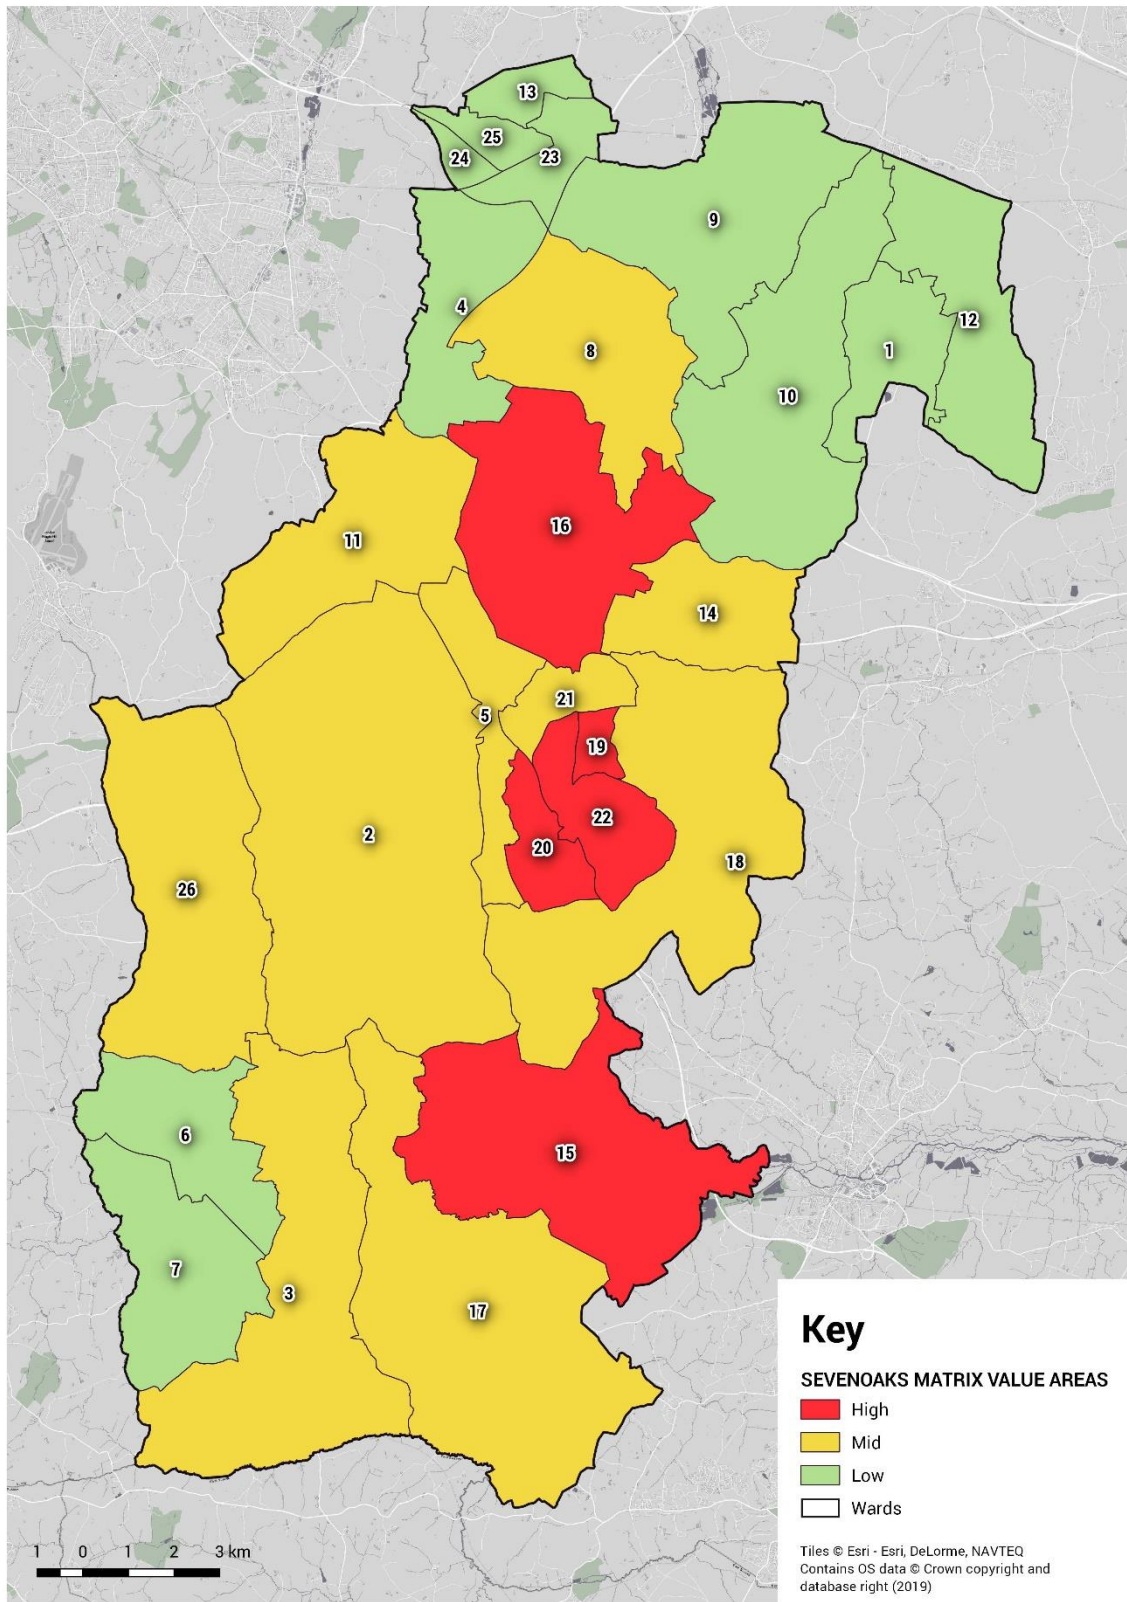 13
25
24
23
9
4
12
8
1
10
16
11
14
21
5
19
22
2
20
18
26
6
15
7
3
17
Key
SEVENOAKS MATRIX VALUE AREAS
High
Mid
Low
Wards
1 0 1 2 3 km
Tiles © Esri - Esri, DeLorme, NAVTEQ
Contains OS data © Crown copyright and
database right (2019)